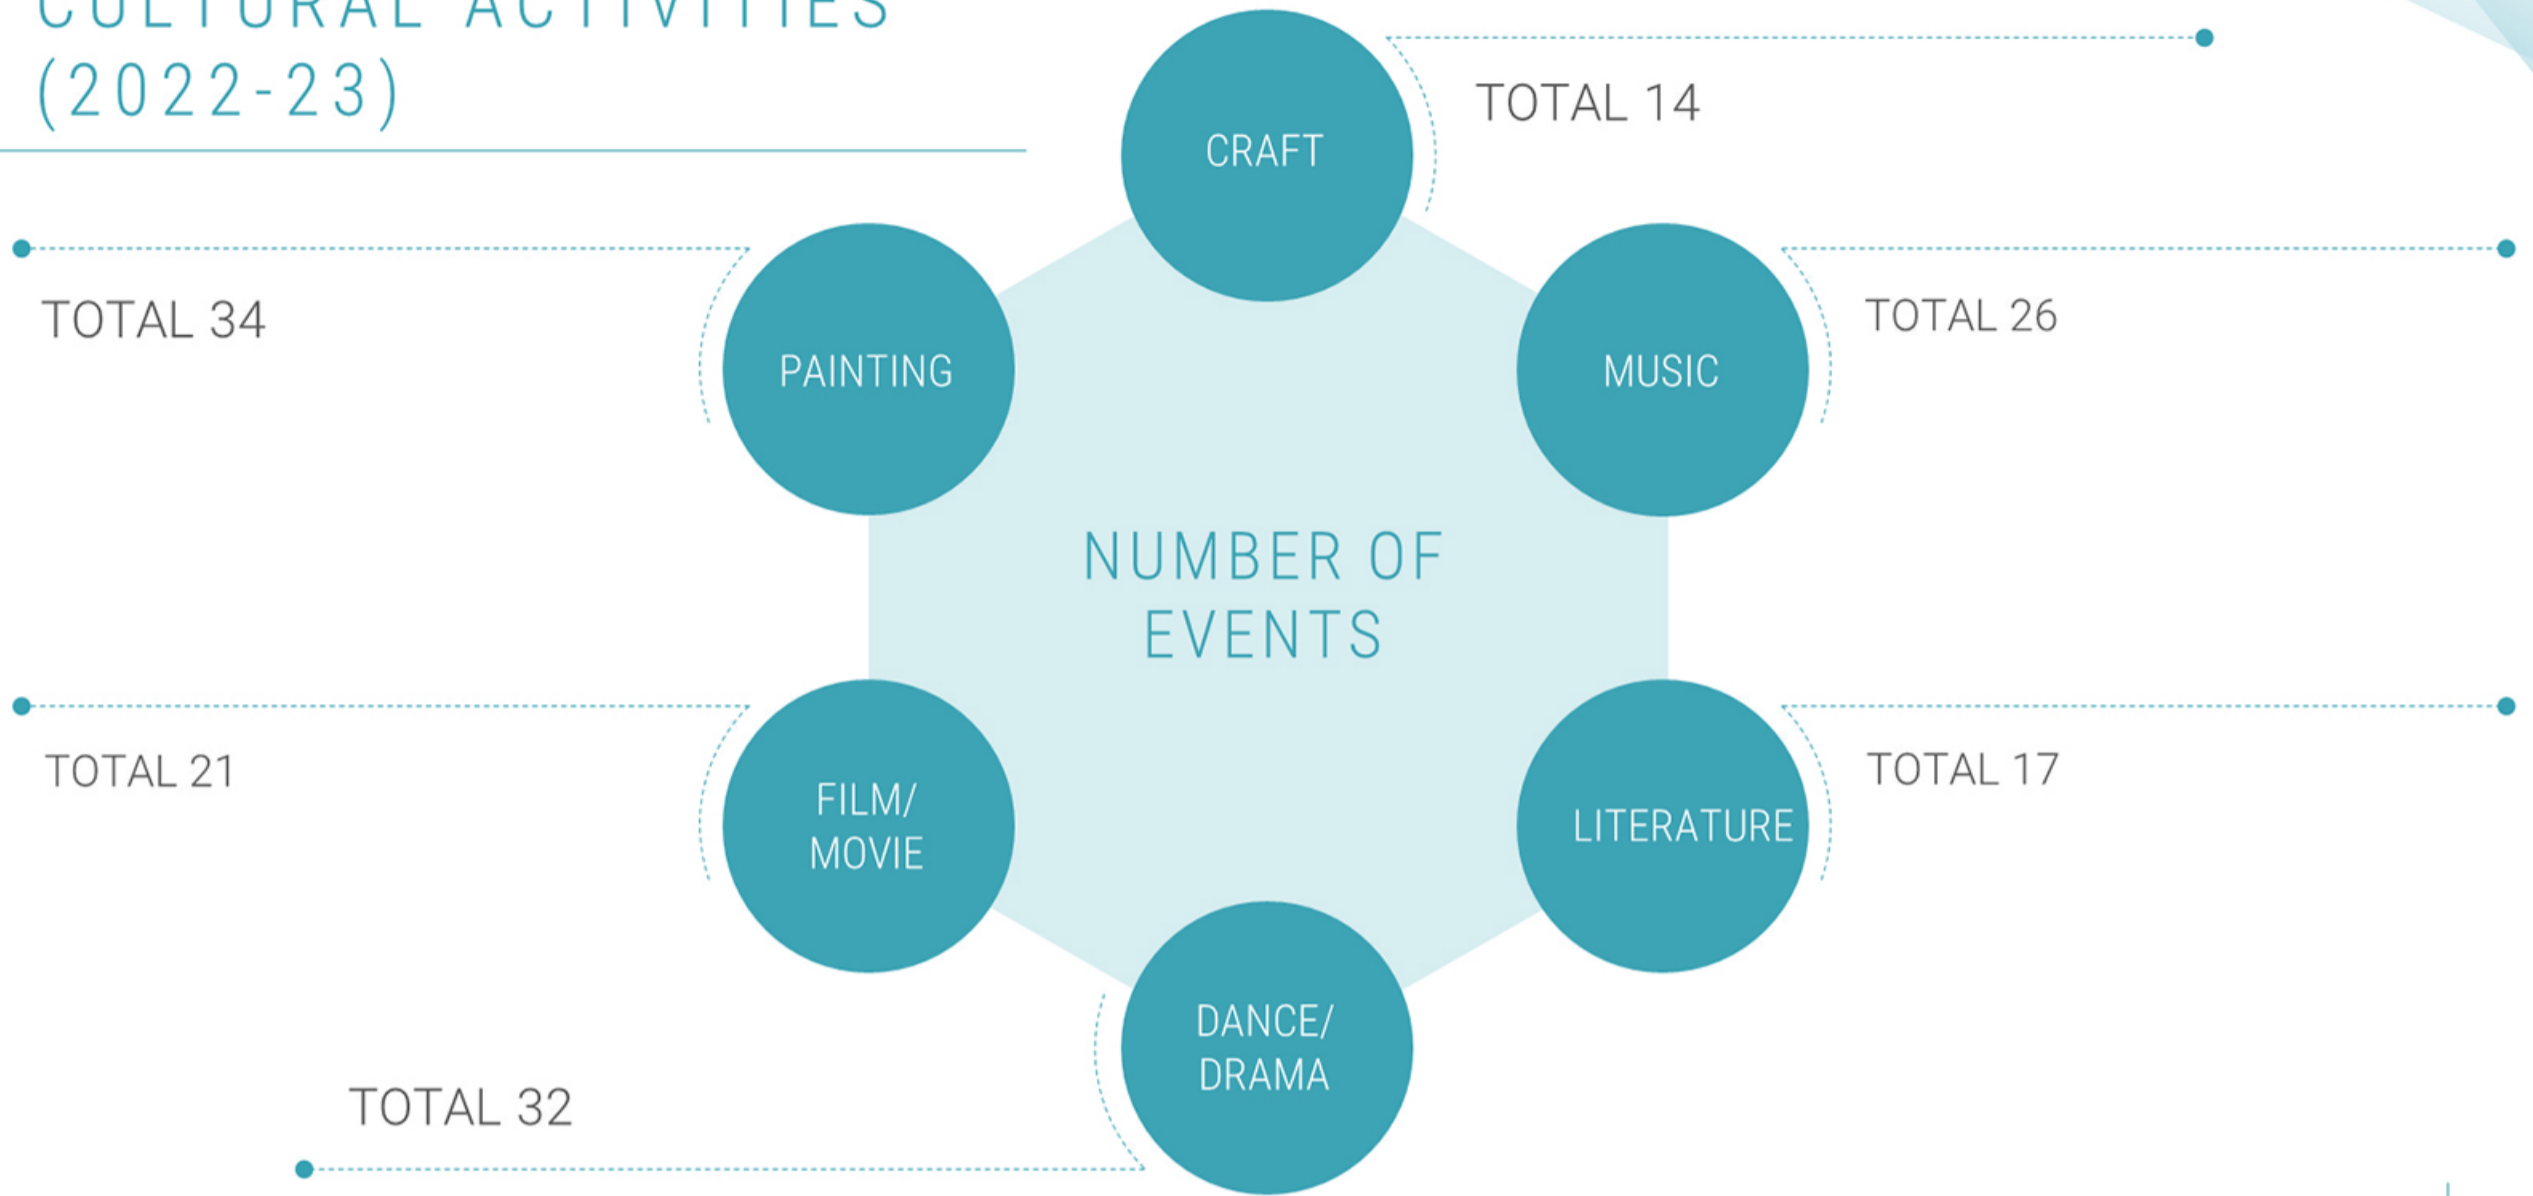 CULTURAL ACTIVITIES
(2022-23)
CRAFT
TOTAL 14
PAINTING
TOTAL 34
MUSIC
TOTAL 26
NUMBER OF
EVENTS
FILM/
MOVIE
TOTAL 21
LITERATURE
TOTAL 17
DANCE/
DRAMA
TOTAL 32